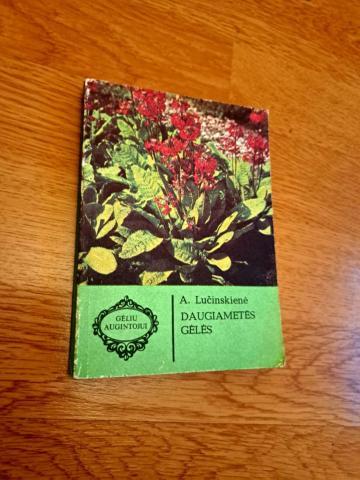 A. Lučinskienė
DAUGIAMETĖS
GĖLĖS
GĖLIŲ
AUGINTOJUI